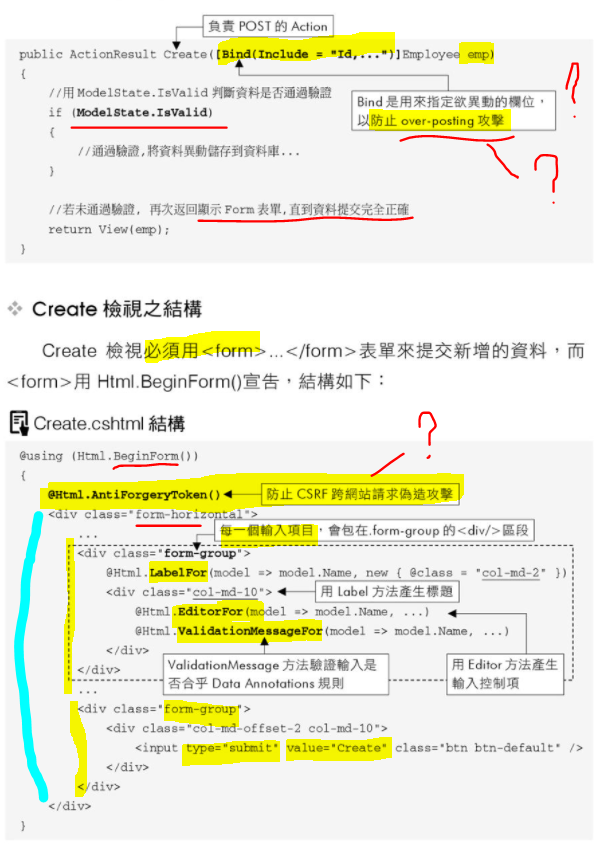 負責 POST 的 Action
public ActionResult Create([Bind(Include = "Id,...")]Employee emp)
{
//用 ModelState.IsValid 判斷資料是否通過驗證
if (ModelState.IsValid)
Bind 是用來指定欲異動的欄位，
以防止 over-posting 攻擊
?
{
//通過驗證,將資料異動儲存到資料庫...
}
?
//若未通過驗證, 再次返回顯示 Form 表單,直到資料提交完全正確
return View(emp);
}
❖ Create 檢視之結構
Create 檢視必須用<form>...</form>表單來提交新增的資料，而
<form>用 Html.BeginForm()宣告，結構如下：
Create.cshtml 結構
?
@using (Html.BeginForm())
{
@Html.AntiForgeryToken()
防止 CSRF 跨網站請求偽造攻擊
<div class="form-horizontal">
...
每一個輸入項目，會包在.form-group 的<div/>區段
<div class="form-group">
@Html.LabelFor(model => model.Name, new { @class = "col-md-2" })
<div class="col-md-10">
用 Label 方法產生標題
@Html.EditorFor(model => model.Name, ...)
@Html.ValidationMessageFor(model => model.Name, ...)
</div>
</div>
ValidationMessage 方法驗證輸入是
否合乎 Data Annotations 規則
用 Editor 方法產生
輸入控制項
...
<div class="form-group">
<div class="col-md-offset-2 col-md-10">
<input type="submit" value="Create" class="btn btn-default" />
</div>
</div>
</div>
}